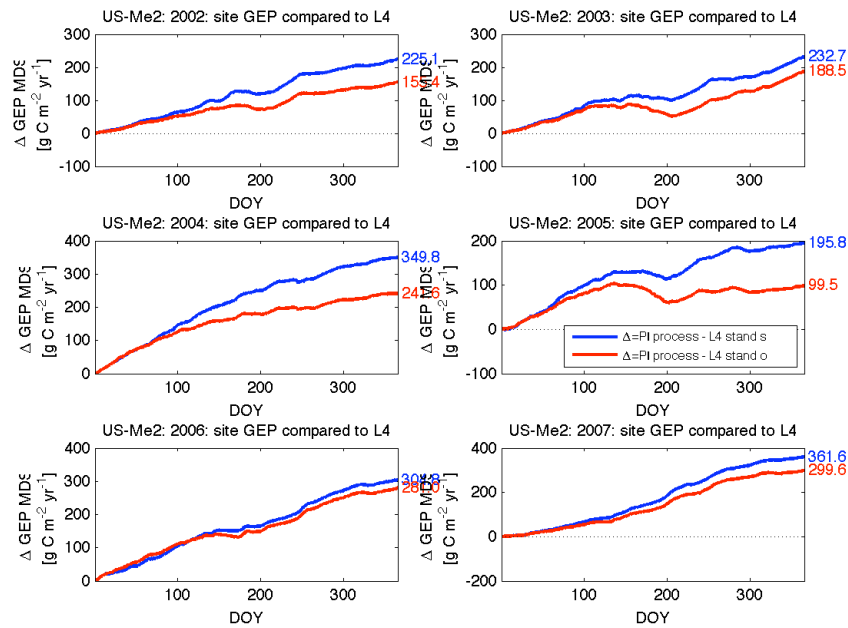 US-Me2: 2002: site GEP compared to L4
300
200
100
0
-100
100
200
300
DOY
Δ GEP MDS
[g C m-2 yr-1]
225.1
US-Me2: 2003: site GEP compared to L4
300
200
100
0
-100
100
200
300
DOY
Δ GEP MDS
[g C m-2 yr-1]
232.7
188.5
US-Me2: 2004: site GEP compared to L4
400
300
200
100
0
100
200
300
DOY
Δ GEP MDS
[g C m-2 yr-1]
349.8
US-Me2: 2005: site GEP compared to L4
200
100
0
-100
100
200
300
DOY
Δ GEP MDS
[g C m-2 yr-1]
195.8
99.5
Δ=PI process - L4 stand s
Δ=PI process - L4 stand o
US-Me2: 2006: site GEP compared to L4
400
300
200
100
0
100
200
300
DOY
Δ GEP MDS
[g C m-2 yr-1]
US-Me2: 2007: site GEP compared to L4
400
200
0
-200
100
200
300
DOY
Δ GEP MDS
[g C m-2 yr-1]
361.6
299.6